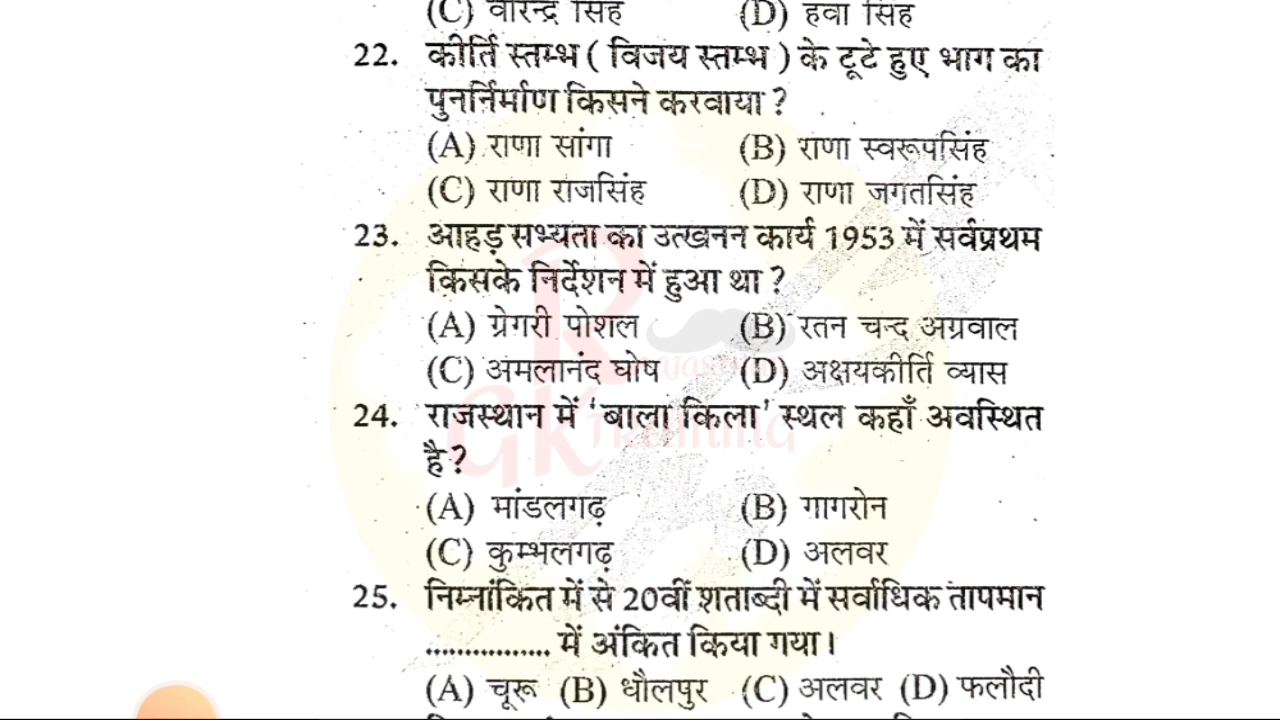 (C) वीरेन्द्र सिंह (D) हवा सिंह
22. कीर्ति स्तम्भ ( विजय स्तम्भ ) के टूटे हुए भाग का
पुनर्निर्माण किसने करवाया ?
(A) राणा सांगा (B) राणा स्वरूपसिंह
(C) राणा राजसिंह (D) राणा जगतसिंह
23. आहड़ सभ्यता का उत्खनन कार्य 1953 में सर्वप्रथम
किसके निर्देशन में हुआ था ?
(A) ग्रेगरी पोशल (B) रतन चन्द अग्रवाल
(C) अमलानंद घोष (D) अक्षयकीर्ति व्यास
24. राजस्थान में 'बाला किला' स्थल कहाँ अवस्थित
है ?
(A) मांडलगढ़ (B) गागरोन
(C) कुम्भलगढ़ (D) अलवर
25. निम्नांकित में से 20वीं शताब्दी में सर्वाधिक तापमान
................. में अंकित किया गया।
(A) चूरू (B) धौलपुर (C) अलवर (D) फलौदी